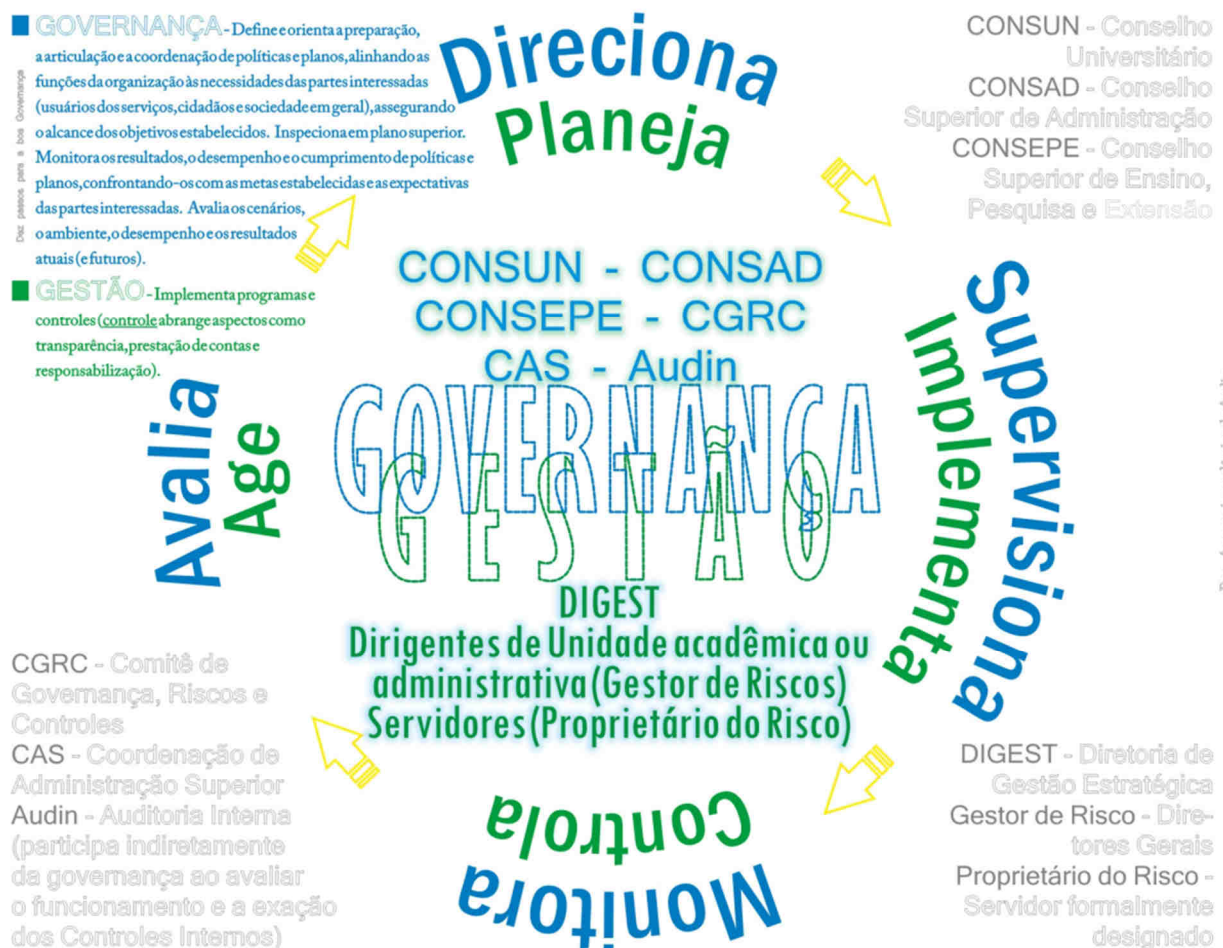 GOVERNANÇA - Define e orienta a preparação,
a articulação e a coordenação de políticas e planos, alinhando as
funções da organização às necessidades das partes interessadas
(usuários dos serviços, cidadãos e sociedade em geral), assegurando
o alcance dos objetivos estabelecidos. Inspeciona em plano superior.
Monitora os resultados, o desempenho e o cumprimento de políticas e
planos, confrontando-os com as metas estabelecidas e as expectativas
das partes interessadas. Avalia os cenários,
o ambiente, o desempenho e os resultados
atuais (e futuros).
GESTÃO - Implementa programas e
controles (controle abrange aspectos como
transparência, prestação de contas e
responsabilização).
Dez passos para a boa Governança
Direciona
Planeja
CONSUN - Conselho
Universitário
CONSAD - Conselho
Superior de Administração
CONSEPE - Conselho
Superior de Ensino,
Pesquisa e Extensão
Supervisiona
Implementa
CONSUN - CONSAD
CONSEPE - CGRC
CAS - Audin
GOVERNANÇA
GESTÃO
DIGEST
Dirigentes de Unidade acadêmica ou
administrativa (Gestor de Riscos)
Servidores (Proprietário do Risco)
Avalia
Age
Controla
Monitora
CGRC - Comitê de
Governança, Riscos e
Controles
CAS - Coordenação de
Administração Superior
Audin - Auditoria Interna
(participa indiretamente
da governança ao avaliar
o funcionamento e a exação
dos Controles Internos)
DIGEST - Diretoria de
Gestão Estratégica
Gestor de Risco - Dire-
tores Gerais
Proprietário do Risco -
Servidor formalmente
designado